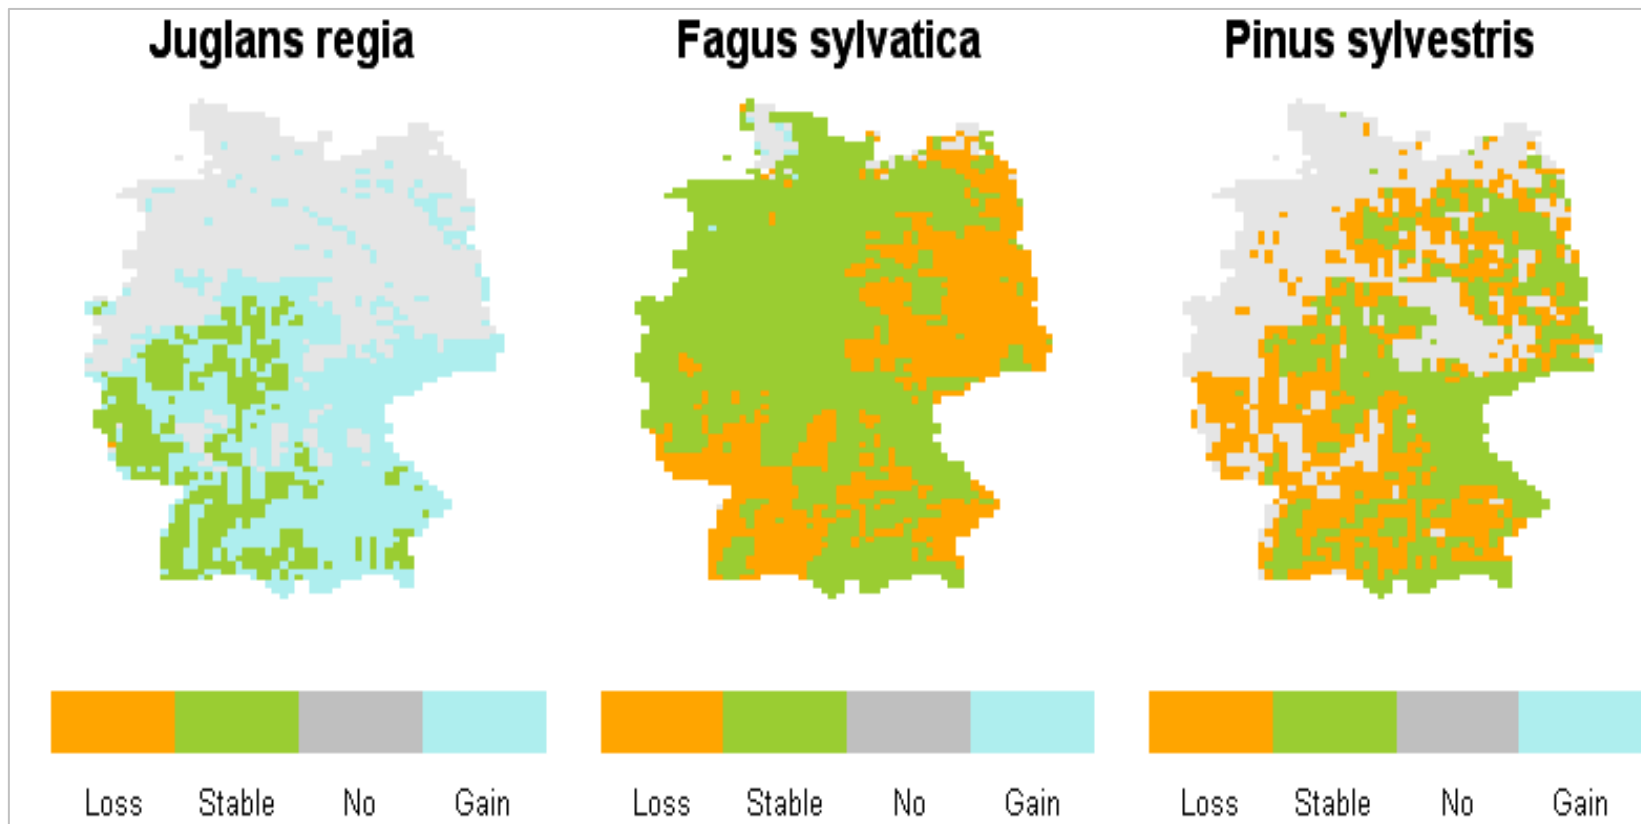 Juglans regia Fagus sylvatica Pinus sylvestris
Loss Stable No Gain Loss Stable No Gain Loss Stable No Gain